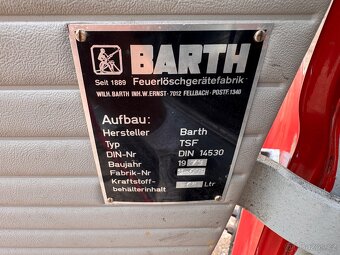 BARTH
Seit 1889 Feuerlöschgerätefabrik
WILH. BARTH INH. W. ERNST · 7012 FELLBACH · POSTF. 1340
Aufbau:
Hersteller Barth
Typ TSF
DIN-Nr DIN 14530
Baujahr 19
Fabrik-Nr
Kraftstoff-
behälterinhalt Ltr